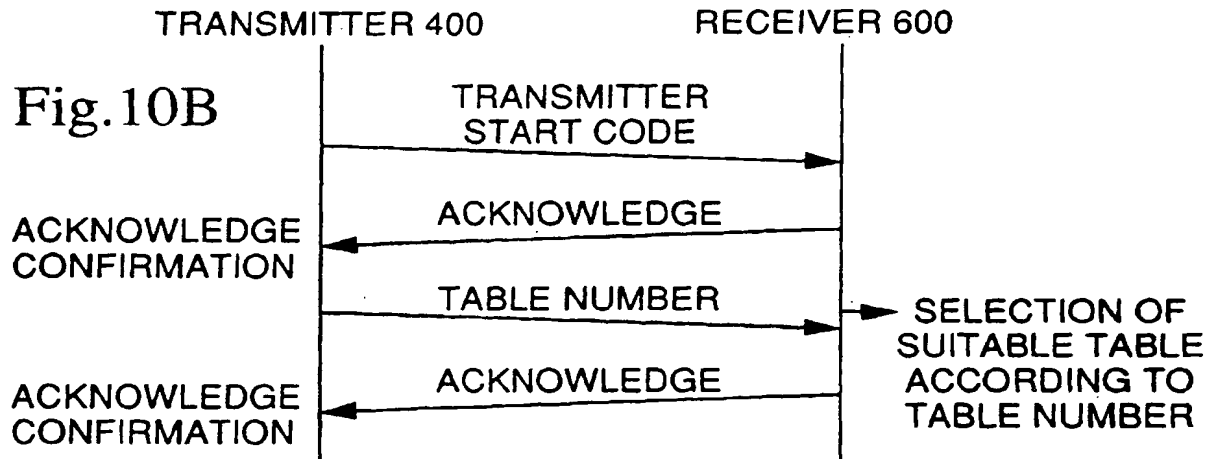 TRANSMITTER 400
RECEIVER 600
Fig.10B
TRANSMITTER
START CODE
ACKNOWLEDGE
ACKNOWLEDGE
CONFIRMATION
TABLE NUMBER
SELECTION OF
SUITABLE TABLE
ACCORDING TO
TABLE NUMBER
ACKNOWLEDGE
ACKNOWLEDGE
CONFIRMATION